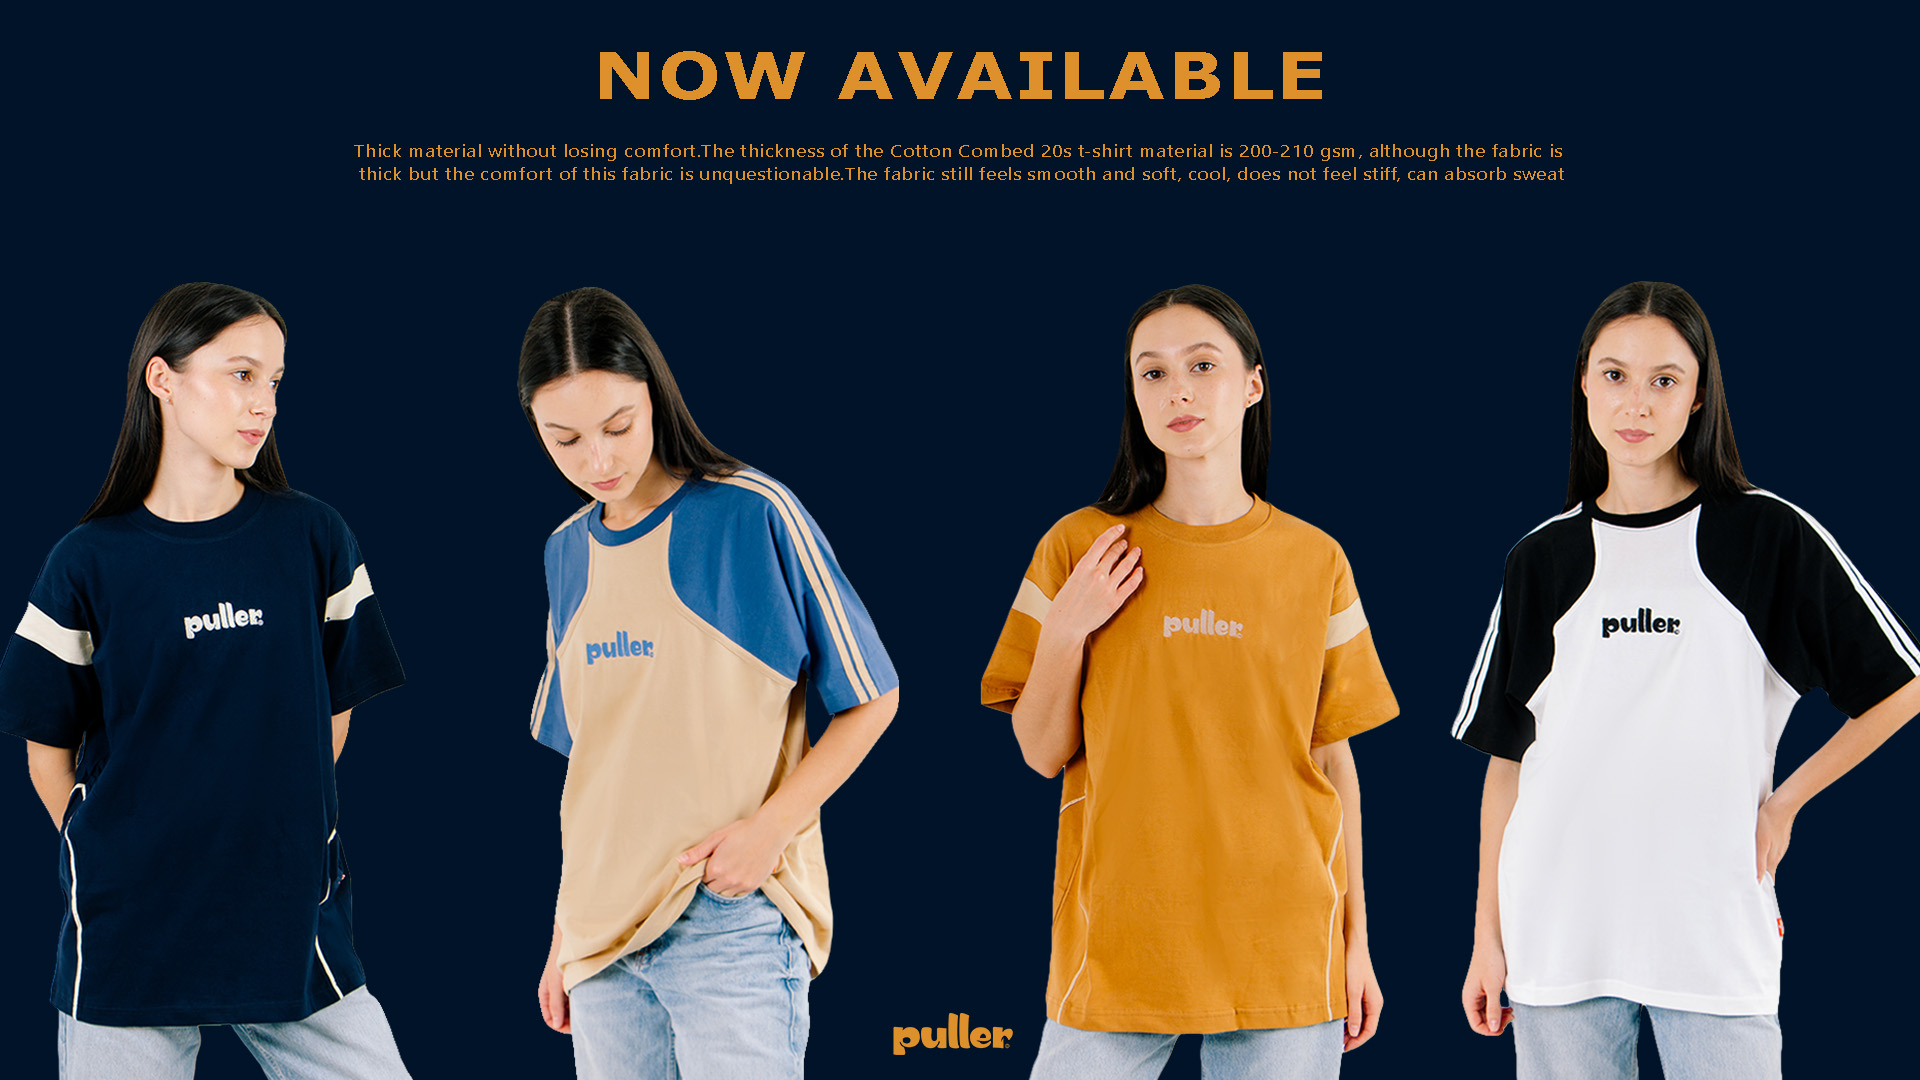 NOW AVAILABLE
Thick material without losing comfort.The thickness of the Cotton Combed 20s t-shirt material is 200-210 gsm, although the fabric is
thick but the comfort of this fabric is unquestionable.The fabric still feels smooth and soft, cool, does not feel stiff, can absorb sweat
puller
puller
puller
puller
puller